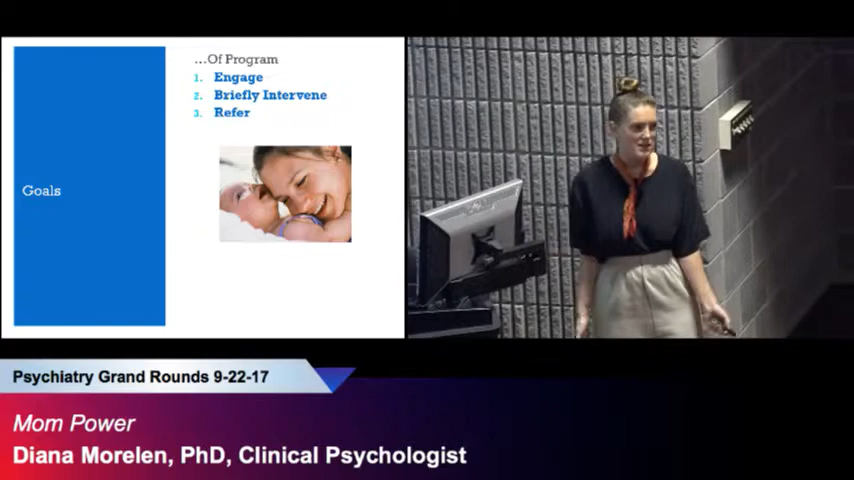 ...Of Program
1. Engage
2. Briefly Intervene
3. Refer
Goals
Psychiatry Grand Rounds 9-22-17
Mom Power
Diana Morelen, PhD, Clinical Psychologist